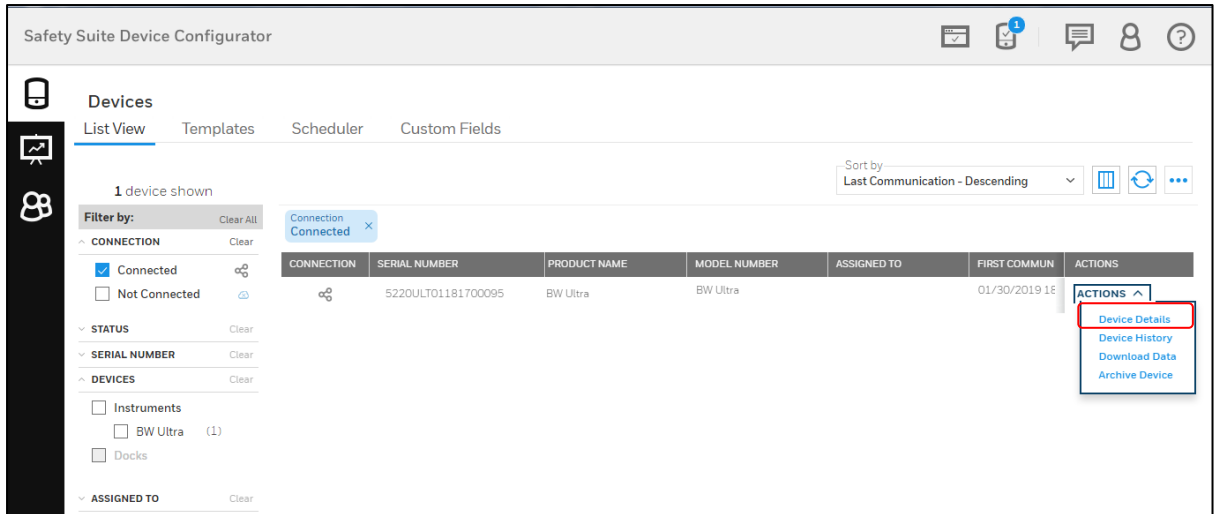 Safety Suite Device Configurator
1
Devices
List View Templates Scheduler Custom Fields
Sort by
Last Communication - Descending
1 device shown
Filter by: Clear All
CONNECTION Clear
Connected
Not Connected
STATUS Clear
SERIAL NUMBER Clear
DEVICES Clear
Instruments
BW Ultra (1)
Docks
ASSIGNED TO Clear
Connection
Connected
CONNECTION SERIAL NUMBER PRODUCT NAME MODEL NUMBER ASSIGNED TO FIRST COMMUN ACTIONS
5220ULT01181700095 BW Ultra BW Ultra 01/30/2019 18 ACTIONS
Device Details
Device History
Download Data
Archive Device